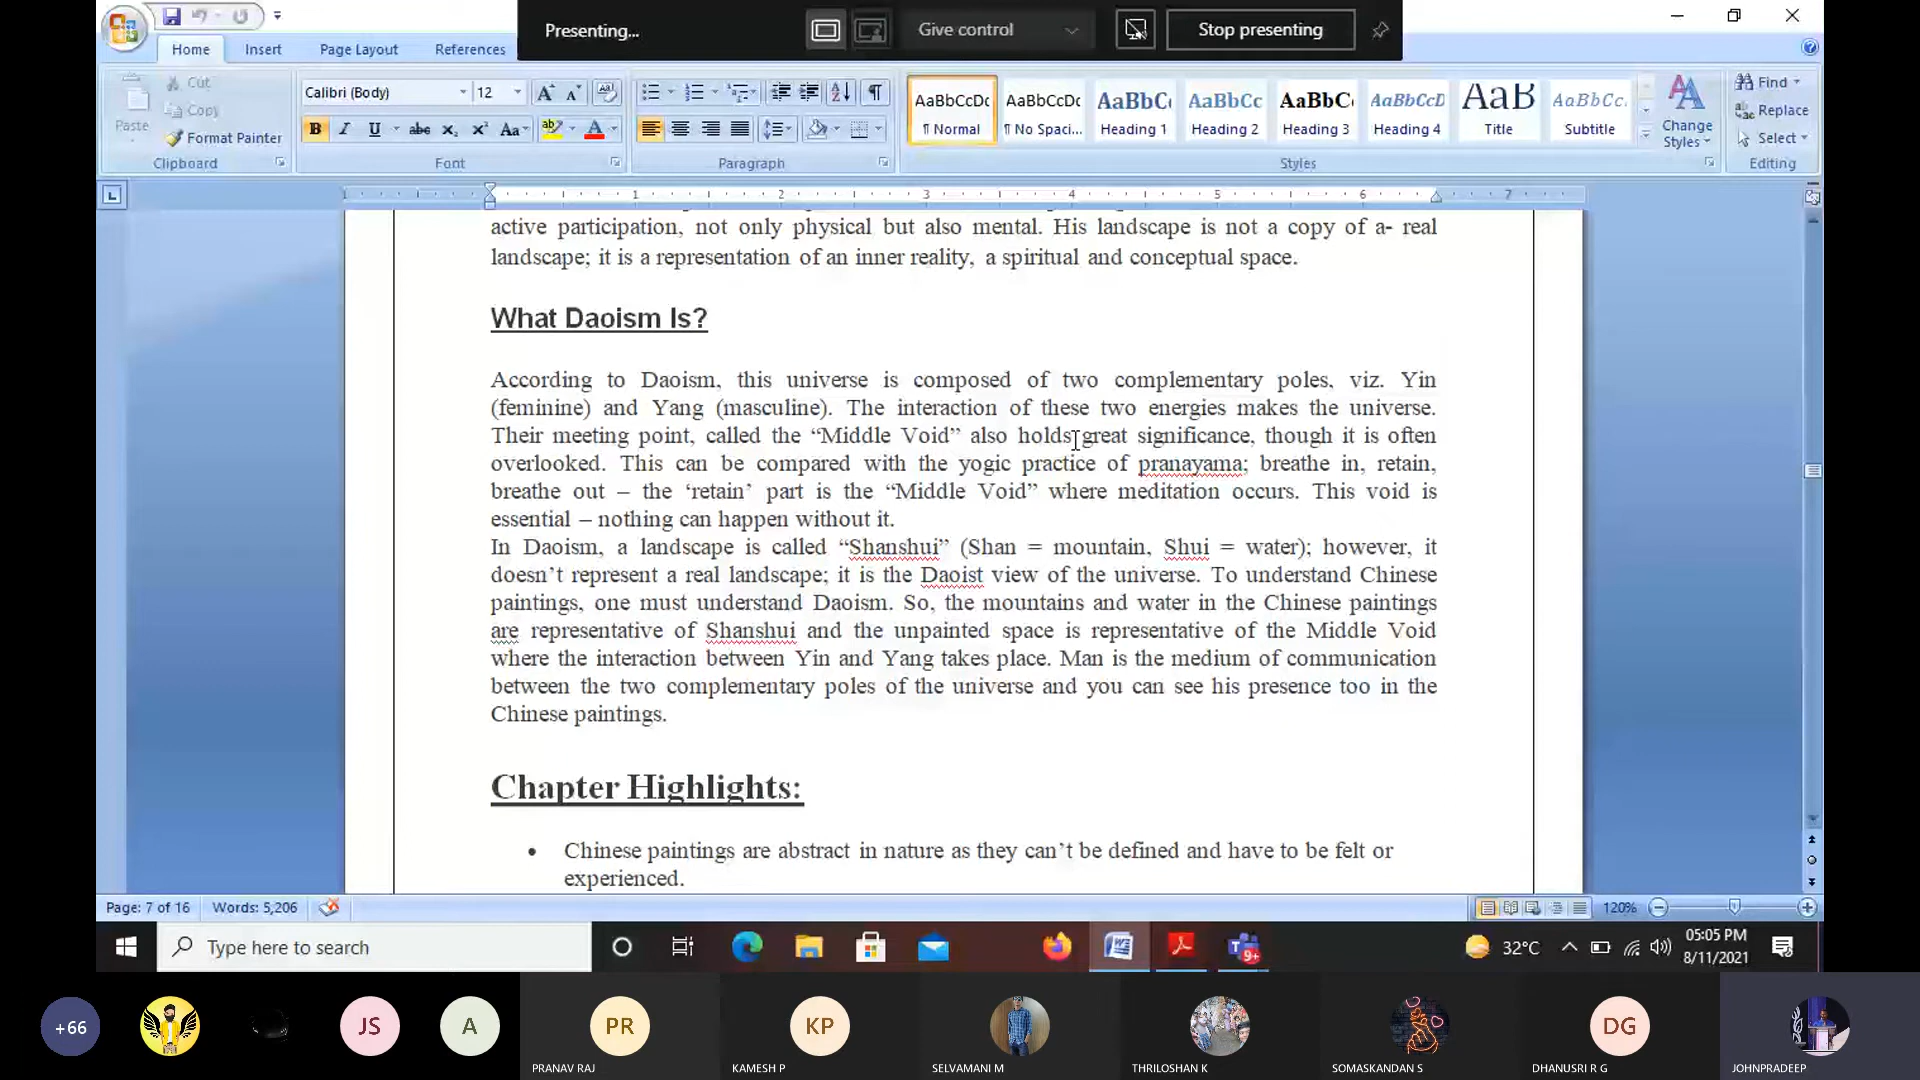 Presenting...
Give control
Stop presenting
Home
Insert
Page Layout
References
Cut
Copy
Paste
Format Painter
Clipboard
Calibri (Body)
12
Font
Paragraph
AaBbCcDc
¶ Normal
AaBbCcDc
¶ No Spaci...
AaBbC
Heading 1
AaBbCc
Heading 2
AaBbC
Heading 3
AaBbCcD
Heading 4
AaB
Title
AaBbCc.
Subtitle
Change
Styles
Styles
Find
Replace
Select
Editing
1 1 2 3 4 5 6 7
active participation, not only physical but also mental. His landscape is not a copy of a- real
landscape; it is a representation of an inner reality, a spiritual and conceptual space.
What Daoism Is?
According to Daoism, this universe is composed of two complementary poles, viz. Yin
(feminine) and Yang (masculine). The interaction of these two energies makes the universe.
Their meeting point, called the “Middle Void” also holds great significance, though it is often
overlooked. This can be compared with the yogic practice of pranayama; breathe in, retain,
breathe out – the ‘retain’ part is the “Middle Void” where meditation occurs. This void is
essential – nothing can happen without it.
In Daoism, a landscape is called “Shanshui” (Shan = mountain, Shui = water); however, it
doesn’t represent a real landscape; it is the Daoist view of the universe. To understand Chinese
paintings, one must understand Daoism. So, the mountains and water in the Chinese paintings
are representative of Shanshui and the unpainted space is representative of the Middle Void
where the interaction between Yin and Yang takes place. Man is the medium of communication
between the two complementary poles of the universe and you can see his presence too in the
Chinese paintings.
Chapter Highlights:
• Chinese paintings are abstract in nature as they can’t be defined and have to be felt or
experienced.
Page: 7 of 16
Words: 5,206
120%
Type here to search
9+
32°C
05:05 PM
8/11/2021
+66
JS
A
PR
PRANAV RAJ
KP
KAMESH P
SELVAMANI M
THRILOSHAN K
SOMASKANDAN S
DG
DHANUSRI R G
JOHNPRADEEP